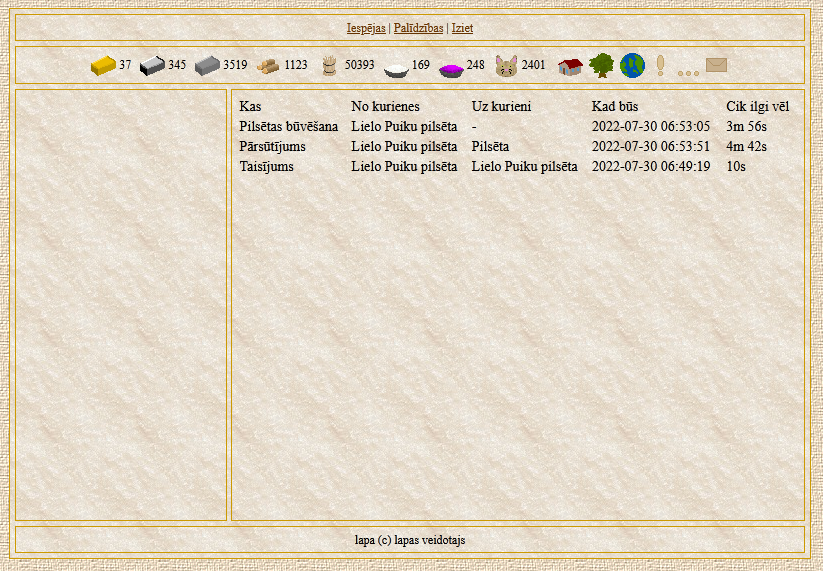 Iespējas | Palīdzības | Iziet
37 345 3519 1123 50393 169 248 2401
Kas No kurienes Uz kurieni Kad būs Cik ilgi vēl
Pilsētas būvēšana Lielo Puiku pilsēta - 2022-07-30 06:53:05 3m 56s
Pārsūtījums Lielo Puiku pilsēta Pilsēta 2022-07-30 06:53:51 4m 42s
Taisījums Lielo Puiku pilsēta Lielo Puiku pilsēta 2022-07-30 06:49:19 10s
lapa (c) lapas veidotajs